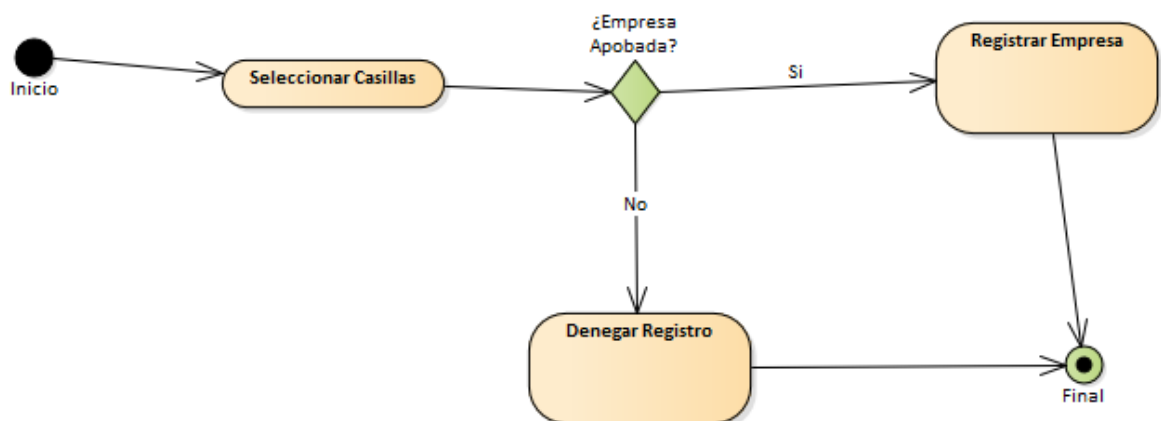 Inicio
Seleccionar Casillas
¿Empresa
Apobada?
Si
Registrar Empresa
No
Denegar Registro
Final